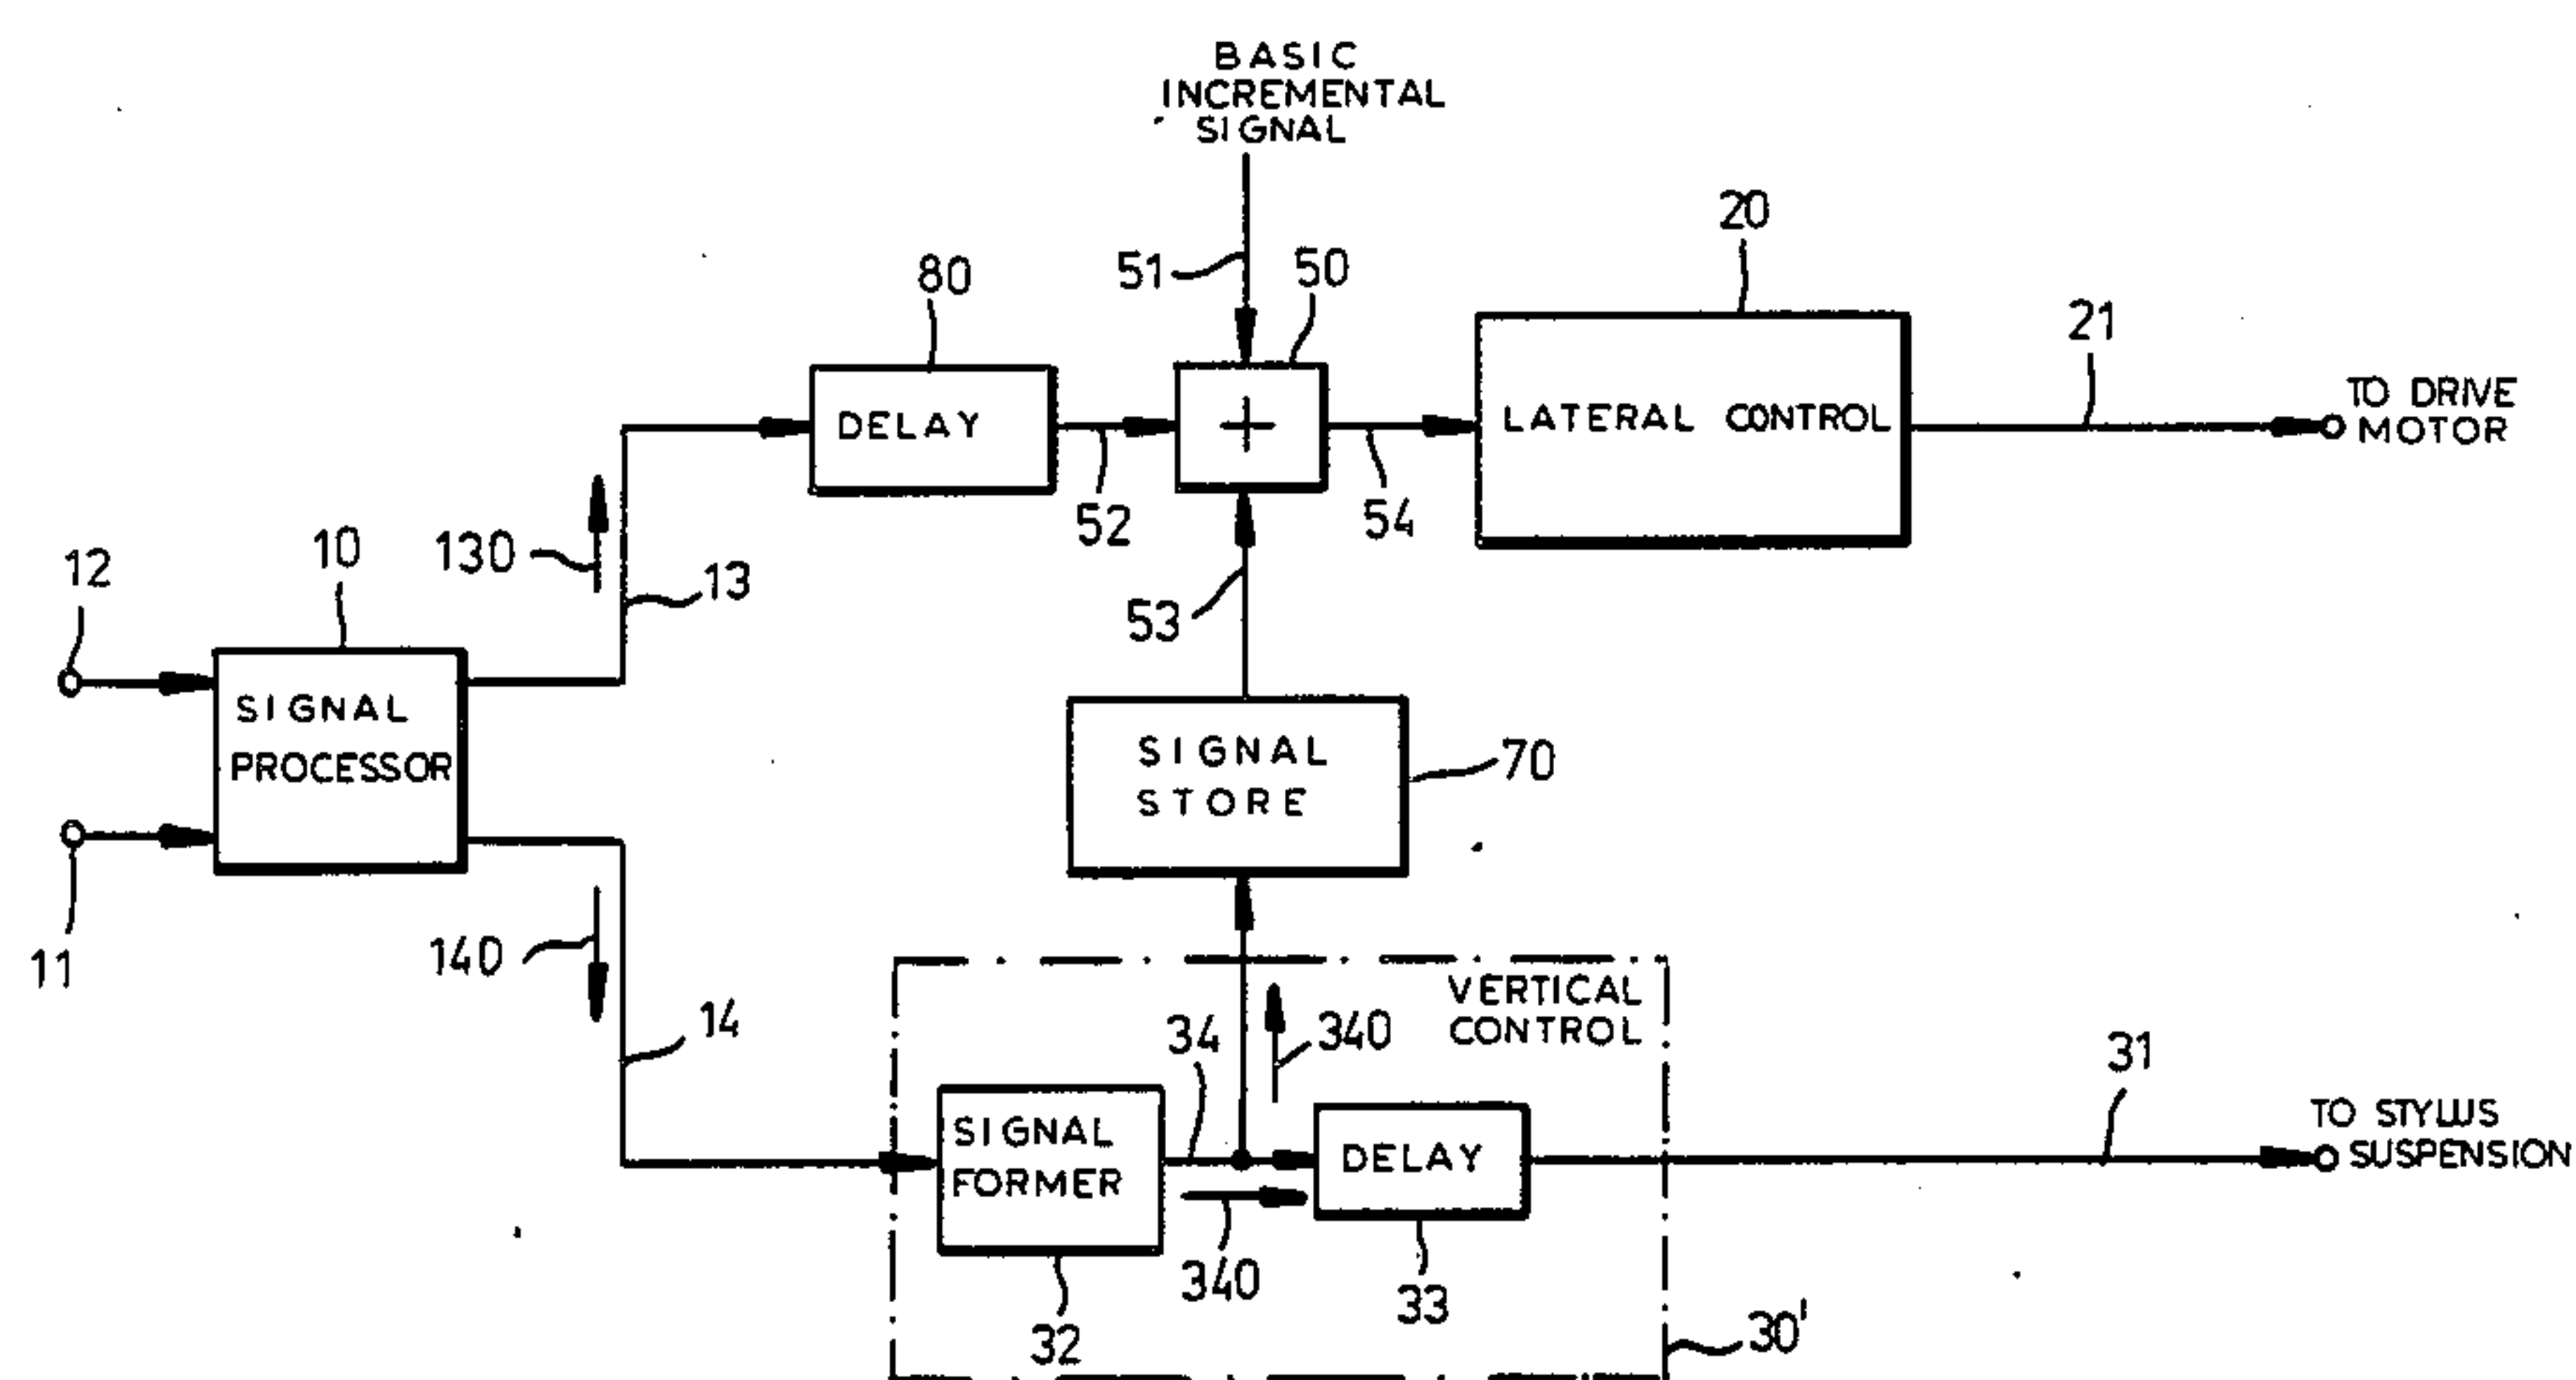 BASIC
INCREMENTAL
SIGNAL
20
51
50
80
21
DELAY
+
LATERAL CONTROL
TO DRIVE
MOTOR
52
54
12
10
130
13
53
SIGNAL
PROCESSOR
SIGNAL
STORE
70
11
140
14
VERTICAL
CONTROL
34
340
31
SIGNAL
FORMER
DELAY
TO STYLUS
SUSPENSION
340
32
33
30'